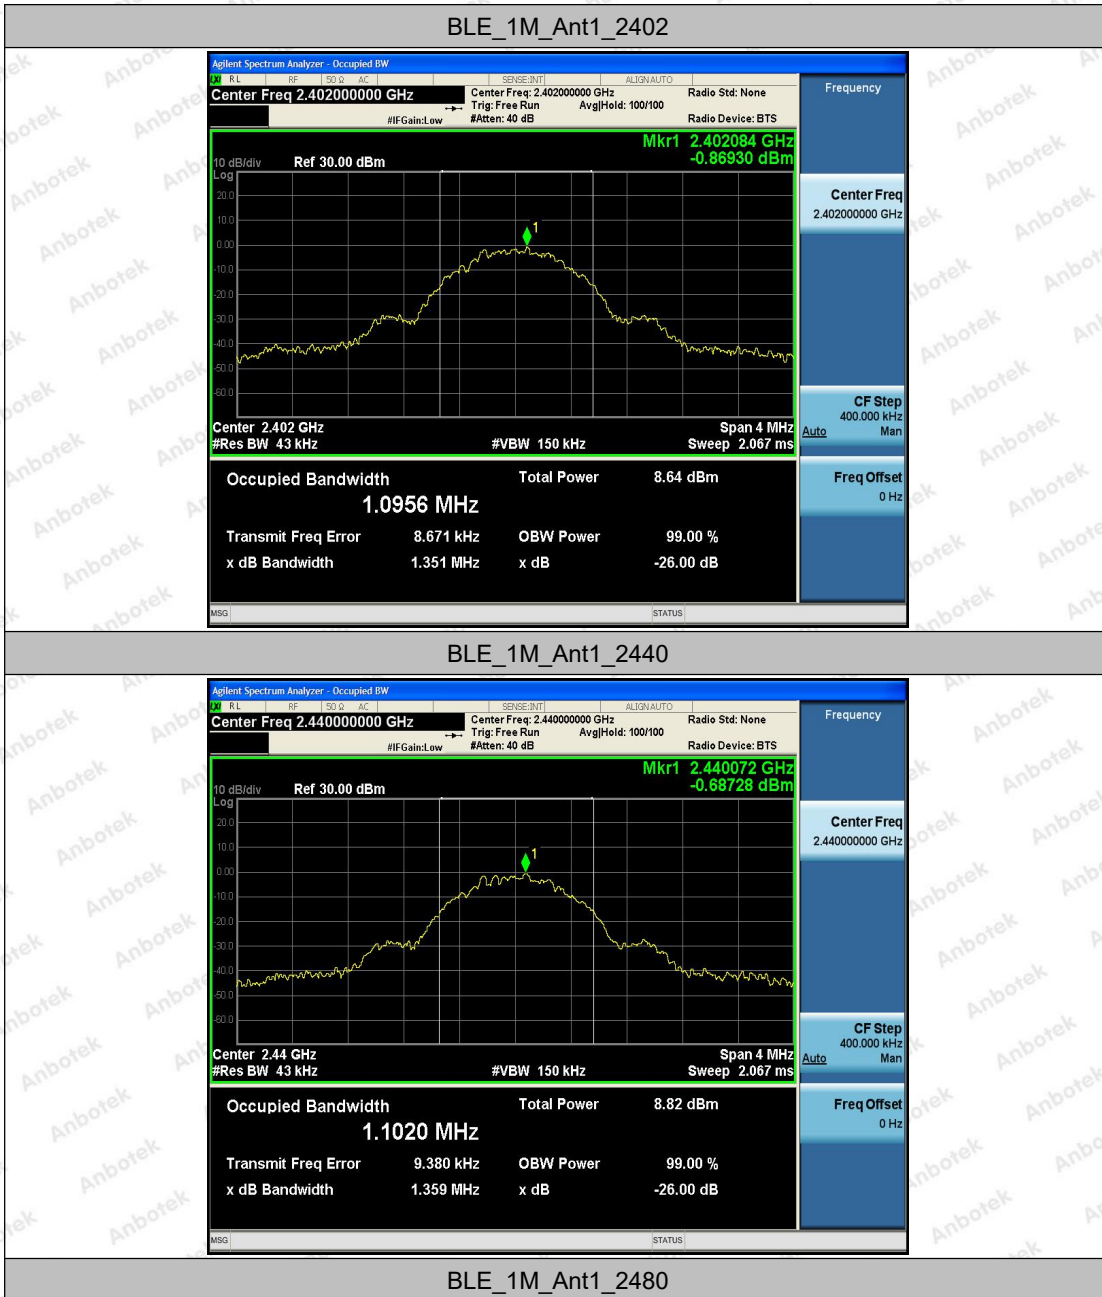 BLE_1M_Ant1_2402
Agilent Spectrum Analyzer - Occupied BW
LXI RL RF 50 Ω AC SENSE:INT ALIGN AUTO
Center Freq 2.402000000 GHz
Center Freq: 2.402000000 GHz
Radio Std: None
Trig: Free Run Avg|Hold: 100/100
#IFGain:Low #Atten: 40 dB Radio Device: BTS
Mkr1 2.402084 GHz
-0.86930 dBm
10 dB/div Ref 30.00 dBm
Log
20.0
10.0
0.00
-10.0
-20.0
-30.0
-40.0
-50.0
-60.0
1
Center 2.402 GHz Span 4 MHz
#Res BW 43 kHz #VBW 150 kHz Sweep 2.067 ms
Occupied Bandwidth Total Power 8.64 dBm
1.0956 MHz
Transmit Freq Error 8.671 kHz OBW Power 99.00 %
x dB Bandwidth 1.351 MHz x dB -26.00 dB
MSG STATUS
Frequency
Center Freq
2.402000000 GHz
CF Step
400.000 kHz
Auto Man
Freq Offset
0 Hz
BLE_1M_Ant1_2440
Agilent Spectrum Analyzer - Occupied BW
LXI RL RF 50 Ω AC SENSE:INT ALIGN AUTO
Center Freq 2.440000000 GHz
Center Freq: 2.440000000 GHz
Radio Std: None
Trig: Free Run Avg|Hold: 100/100
#IFGain:Low #Atten: 40 dB Radio Device: BTS
Mkr1 2.440072 GHz
-0.68728 dBm
10 dB/div Ref 30.00 dBm
Log
20.0
10.0
0.00
-10.0
-20.0
-30.0
-40.0
-50.0
-60.0
1
Center 2.44 GHz Span 4 MHz
#Res BW 43 kHz #VBW 150 kHz Sweep 2.067 ms
Occupied Bandwidth Total Power 8.82 dBm
1.1020 MHz
Transmit Freq Error 9.380 kHz OBW Power 99.00 %
x dB Bandwidth 1.359 MHz x dB -26.00 dB
MSG STATUS
Frequency
Center Freq
2.440000000 GHz
CF Step
400.000 kHz
Auto Man
Freq Offset
0 Hz
BLE_1M_Ant1_2480
Anbotek